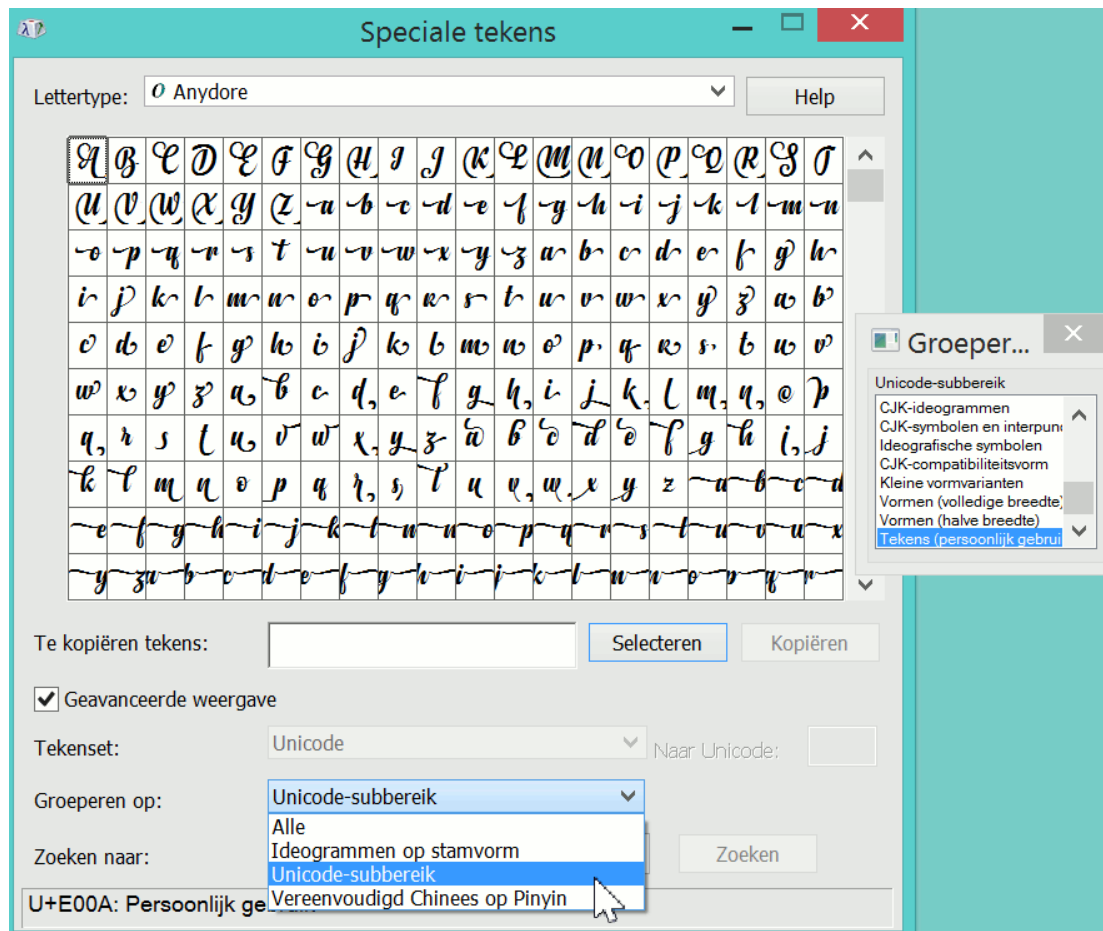 Speciale tekens
Lettertype: O Anydore Help
A B C D E F G H I J K L M N O P Q R S T
U V W X Y Z a b c d e f g h i j k l m n
o p q r s t u v w x y z a b c d e f g h
i j k l m n o p q r s t u v w x y z a b
c d e f g h i j k l m n o p q r s t u v
w x y z a b c d e f g h i j k l m n o p
q r s t u v w x y z a b c d e f g h i j
k l m n o p q r s t u v w x y z a b c d
e f g h i j k l m n o p q r s t u v w x
y z a b c d e f g h i j k l m n o p q r
Te kopiëren tekens: Selecteren Kopiëren
Geavanceerde weergave
Tekenset: Unicode Naar Unicode:
Groeperen op: Unicode-subbereik
Alle
Ideogrammen op stamvorm
Zoeken naar: Zoeken
Unicode-subbereik
Vereenvoudigd Chinees op Pinyin
U+E00A: Persoonlijk
Groeper...
Unicode-subbereik
CJK-ideogrammen
CJK-symbolen en interpun
Ideografische symbolen
CJK-compatibiliteitsvorm
Kleine vormvarianten
Vormen (volledige breedte)
Vormen (halve breedte)
Tekens (persoonlijk gebrui